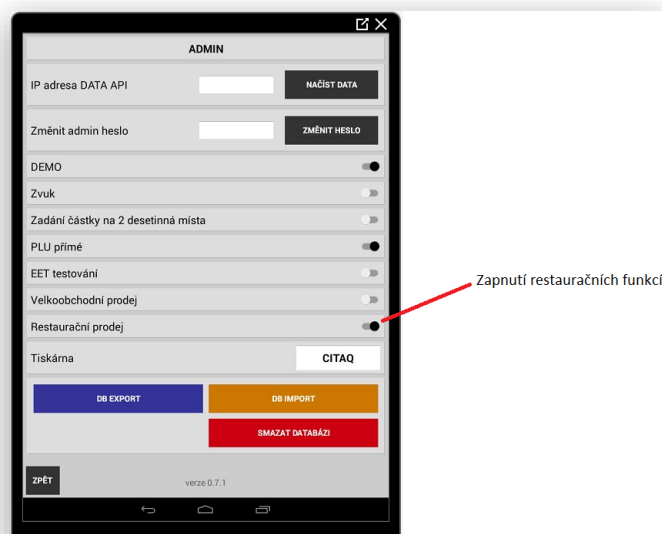 ADMIN
IP adresa DATA API
NAČÍST DATA
Změnit admin heslo
ZMĚNIT HESLO
DEMO
Zvuk
Zadání částky na 2 desetinná místa
PLU přímé
EET testování
Velkoobchodní prodej
Restaurační prodej
Zapnutí restauračních funkcí
Tiskárna
CITAQ
DB EXPORT
DB IMPORT
SMAZAT DATABÁZI
ZPĚT
verze 0.7.1